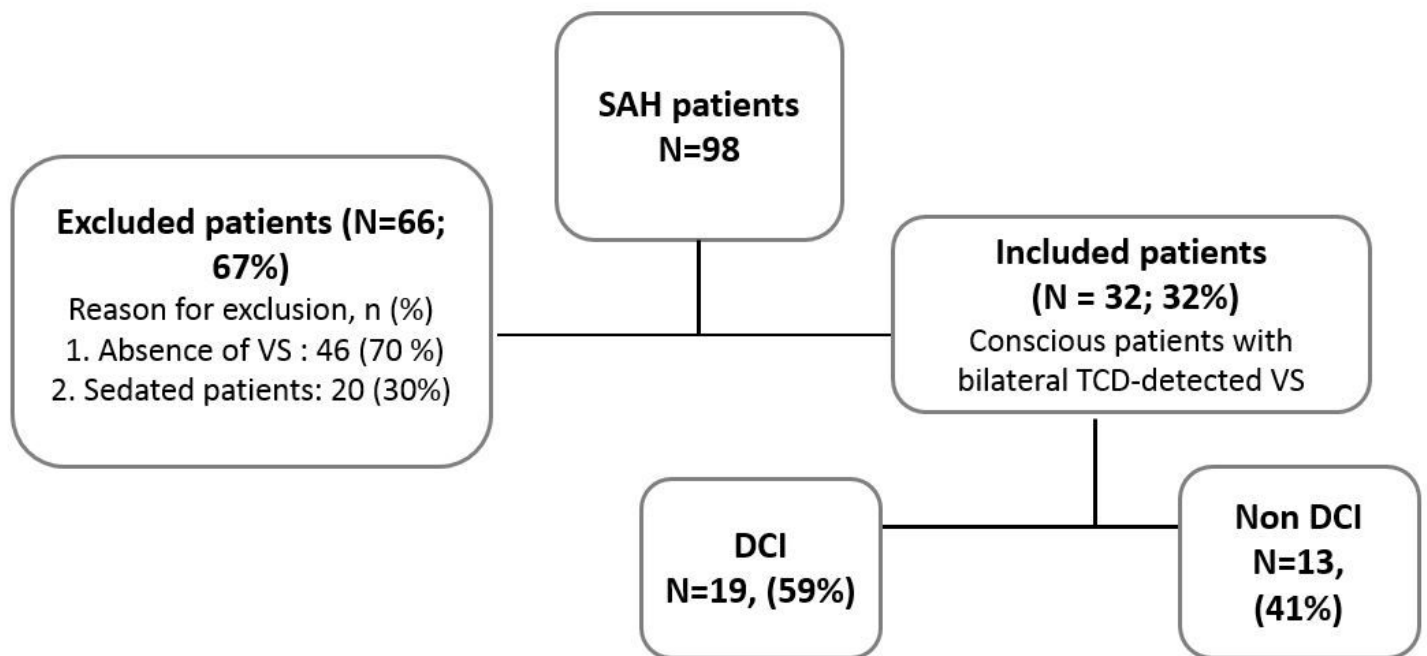 SAH patients
N=98
Excluded patients (N=66;
67%)
Reason for exclusion, n (%)
1. Absence of VS : 46 (70 %)
2. Sedated patients: 20 (30%)
Included patients
(N = 32; 32%)
Conscious patients with
bilateral TCD-detected VS
DCI
N=19, (59%)
Non DCI
N=13,
(41%)